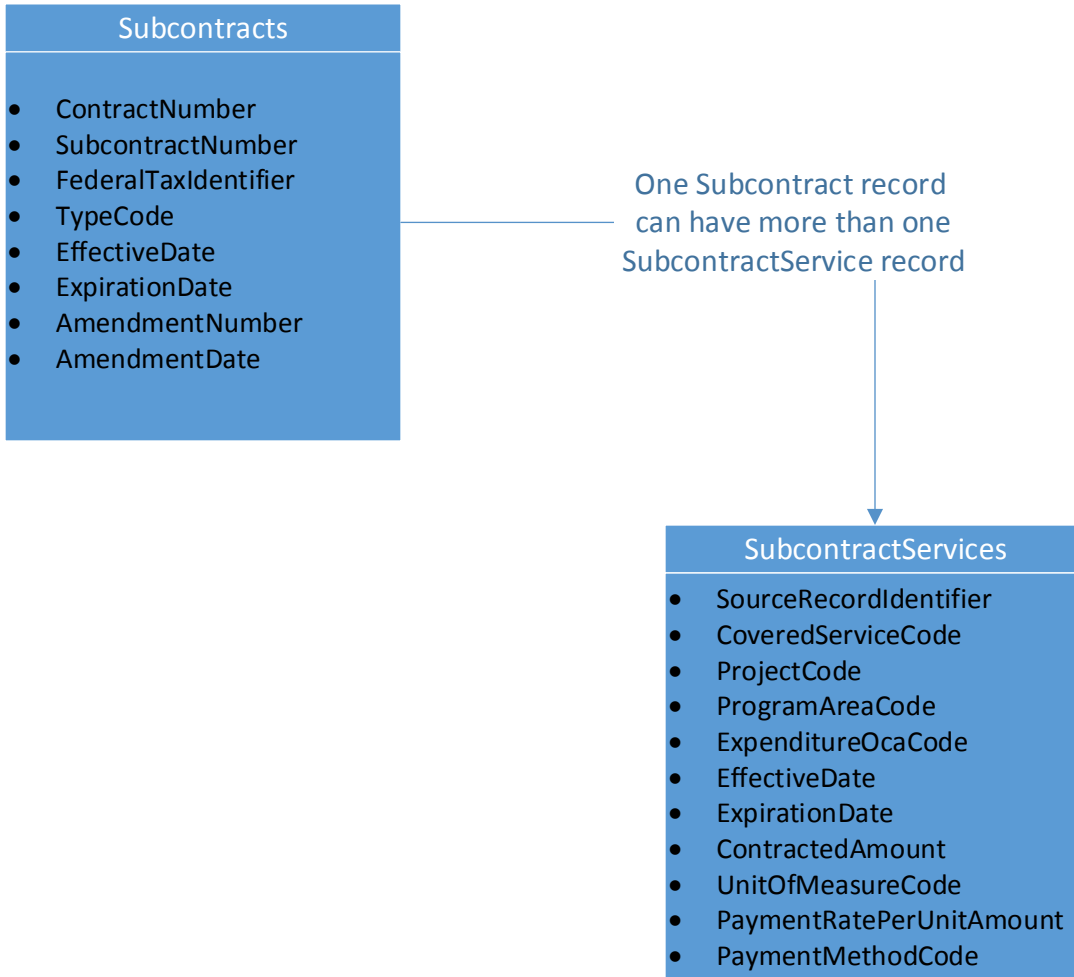 Subcontracts
• ContractNumber
• SubcontractNumber
• FederalTaxIdentifier
• TypeCode
• EffectiveDate
• ExpirationDate
• AmendmentNumber
• AmendmentDate
One Subcontract record
can have more than one
SubcontractService record
SubcontractServices
• SourceRecordIdentifier
• CoveredServiceCode
• ProjectCode
• ProgramAreaCode
• ExpenditureOcaCode
• EffectiveDate
• ExpirationDate
• ContractedAmount
• UnitOfMeasureCode
• PaymentRatePerUnitAmount
• PaymentMethodCode